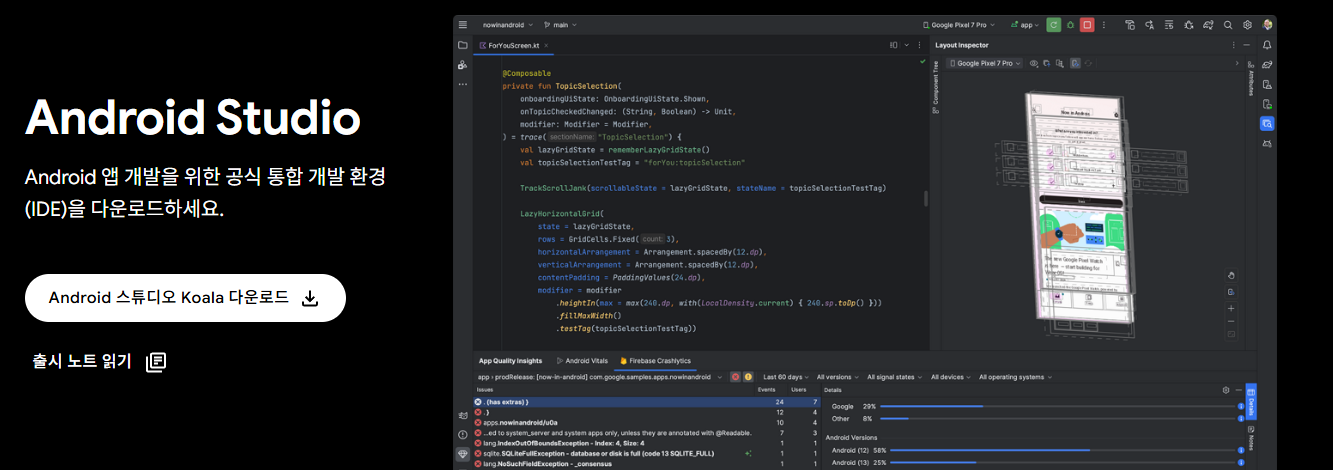 Android Studio
Android 앱 개발을 위한 공식 통합 개발 환경
(IDE)을 다운로드하세요.
Android 스튜디오 Koala 다운로드
출시 노트 읽기
nowinandroid main Google Pixel 7 Pro app
ForYouScreen.kt
@Composable
private fun TopicSelection(
onboardingUiState: OnboardingUiState.Shown,
onTopicCheckedChanged: (String, Boolean) -> Unit,
modifier: Modifier = Modifier,
) = trace( sectionName: "TopicSelection") {
val lazyGridState = rememberLazyGridState()
val topicSelectionTestTag = "forYou:topicSelection"
TrackScrollJank(scrollableState = lazyGridState, stateName = topicSelectionTestTag)
LazyHorizontalGrid(
state = lazyGridState,
rows = GridCells.Fixed( count: 3),
horizontalArrangement = Arrangement.spacedBy(12.dp),
verticalArrangement = Arrangement.spacedBy(12.dp),
contentPadding = PaddingValues(24.dp),
modifier = modifier
.heightIn(max = max(240.dp, with(LocalDensity.current) { 240.sp.toDp() }))
.fillMaxWidth()
.testTag(topicSelectionTestTag))
Layout Inspector
Google Pixel 7 Pro
Component Tree
Attributes
App Quality Insights Android Vitals Firebase Crashlytics
app › prodRelease: [now-in-android] com.google.samples.apps.nowinandroid Last 60 days All versions All signal states All devices All operating systems
Issues Events Users
. (has extras) } 24 7
.} 12 4
apps.nowinandroid/u0a 10 4
...ed to system_server and system apps only, unless they are annotated with @Readable. 7 3
lang.IndexOutOfBoundsException - Index: 4, Size: 4 1 1
sqlite.SQLiteFullException - database or disk is full (code 13 SQLITE_FULL) 1 1
lang.NoSuchFieldException - _consensus 1 1
Details
Google 29%
Other 8%
Android Versions
Android (12) 58%
Android (13) 25%
Details
Notes